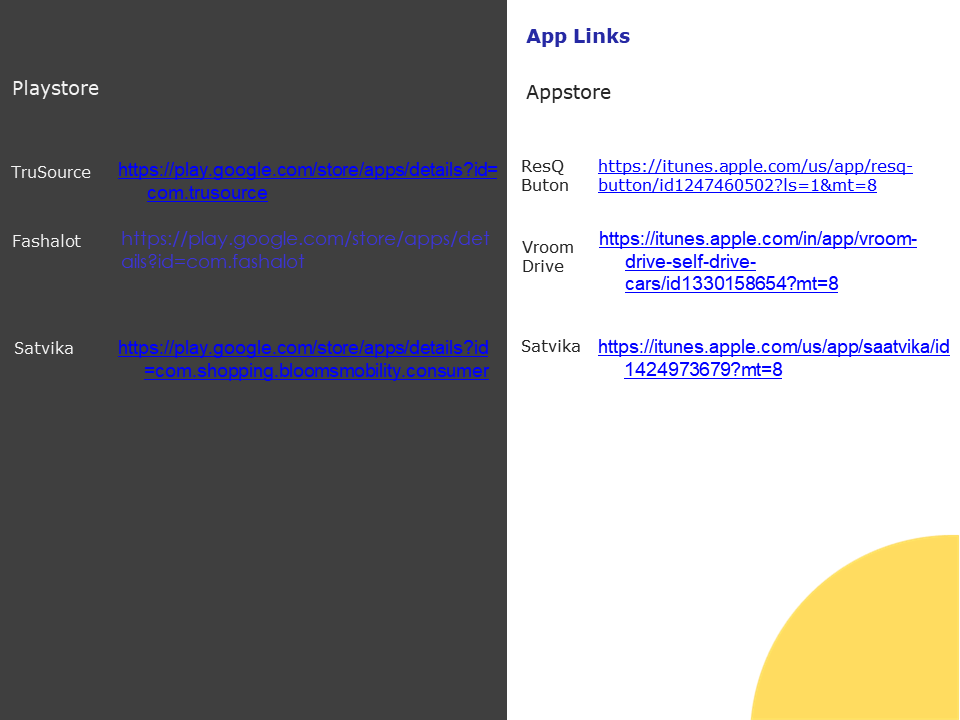 App Links
Playstore
TruSource
https://play.google.com/store/apps/details?id=
com.trusource
Fashalot
https://play.google.com/store/apps/det
ails?id=com.fashalot
Satvika
https://play.google.com/store/apps/details?id
=com.shopping.bloomsmobility.consumer
Appstore
ResQ
Buton
https://itunes.apple.com/us/app/resq-
button/id1247460502?ls=1&mt=8
Vroom
Drive
https://itunes.apple.com/in/app/vroom-
drive-self-drive-
cars/id1330158654?mt=8
Satvika
https://itunes.apple.com/us/app/saatvika/id
1424973679?mt=8